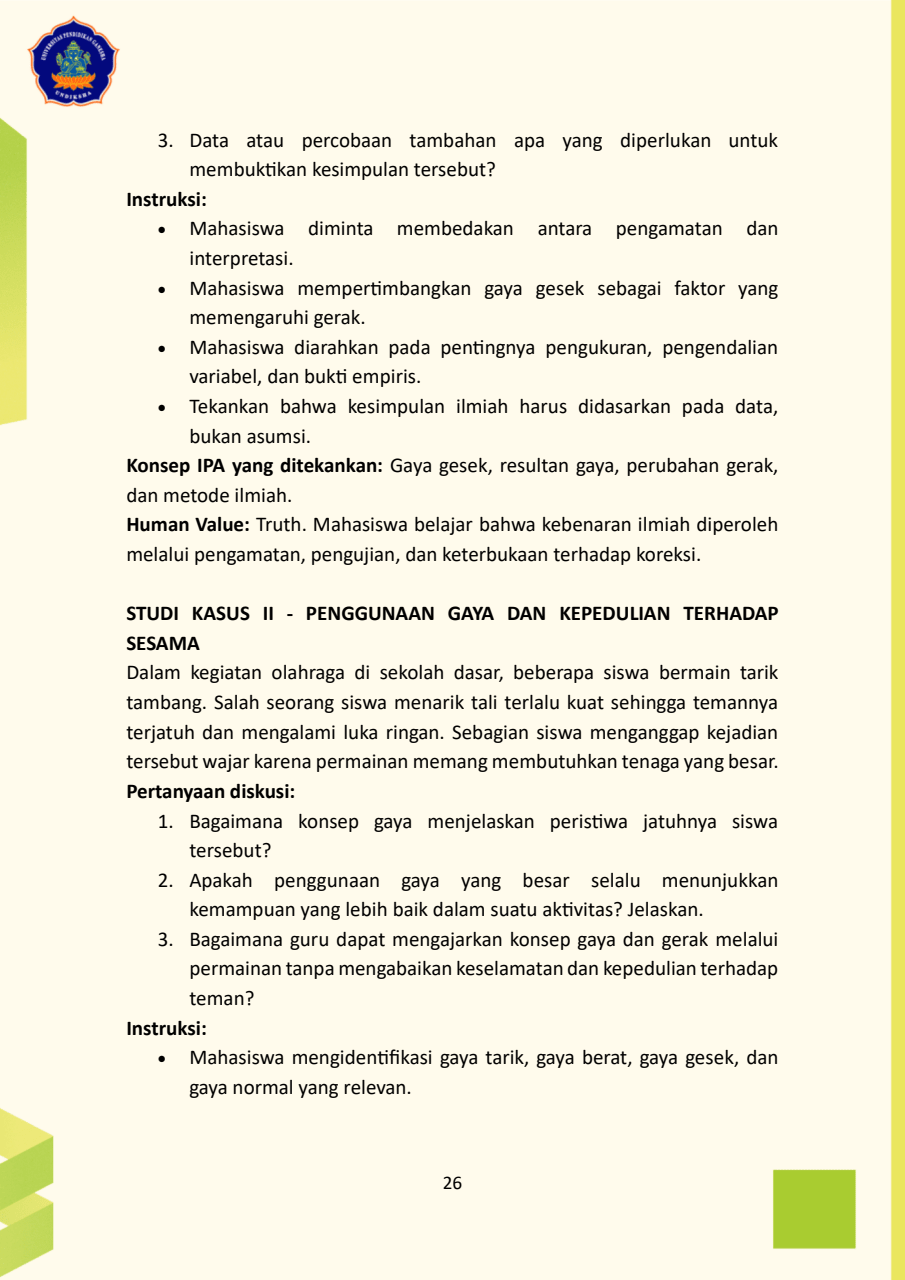 UNIVERSITAS PENDIDIKAN GANESHA
UNDIKSHA
3. Data atau percobaan tambahan apa yang diperlukan untuk
membuktikan kesimpulan tersebut?
Instruksi:
• Mahasiswa diminta membedakan antara pengamatan dan
interpretasi.
• Mahasiswa mempertimbangkan gaya gesek sebagai faktor yang
memengaruhi gerak.
• Mahasiswa diarahkan pada pentingnya pengukuran, pengendalian
variabel, dan bukti empiris.
• Tekankan bahwa kesimpulan ilmiah harus didasarkan pada data,
bukan asumsi.
Konsep IPA yang ditekankan: Gaya gesek, resultan gaya, perubahan gerak,
dan metode ilmiah.
Human Value: Truth. Mahasiswa belajar bahwa kebenaran ilmiah diperoleh
melalui pengamatan, pengujian, dan keterbukaan terhadap koreksi.
STUDI KASUS II - PENGGUNAAN GAYA DAN KEPEDULIAN TERHADAP
SESAMA
Dalam kegiatan olahraga di sekolah dasar, beberapa siswa bermain tarik
tambang. Salah seorang siswa menarik tali terlalu kuat sehingga temannya
terjatuh dan mengalami luka ringan. Sebagian siswa menganggap kejadian
tersebut wajar karena permainan memang membutuhkan tenaga yang besar.
Pertanyaan diskusi:
1. Bagaimana konsep gaya menjelaskan peristiwa jatuhnya siswa
tersebut?
2. Apakah penggunaan gaya yang besar selalu menunjukkan
kemampuan yang lebih baik dalam suatu aktivitas? Jelaskan.
3. Bagaimana guru dapat mengajarkan konsep gaya dan gerak melalui
permainan tanpa mengabaikan keselamatan dan kepedulian terhadap
teman?
Instruksi:
• Mahasiswa mengidentifikasi gaya tarik, gaya berat, gaya gesek, dan
gaya normal yang relevan.
26